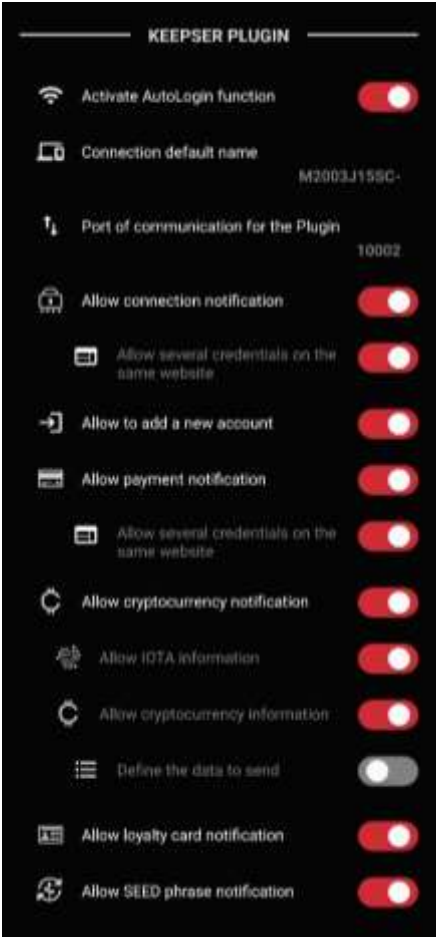 KEEPSER PLUGIN
Activate AutoLogin function
Connection default name
M2003J15SC-
Port of communication for the Plugin
10002
Allow connection notification
Allow several credentials on the
same website
Allow to add a new account
Allow payment notification
Allow several credentials on the
same website
Allow cryptocurrency notification
Allow IOTA information
Allow cryptocurrency information
Define the data to send
Allow loyalty card notification
Allow SEED phrase notification